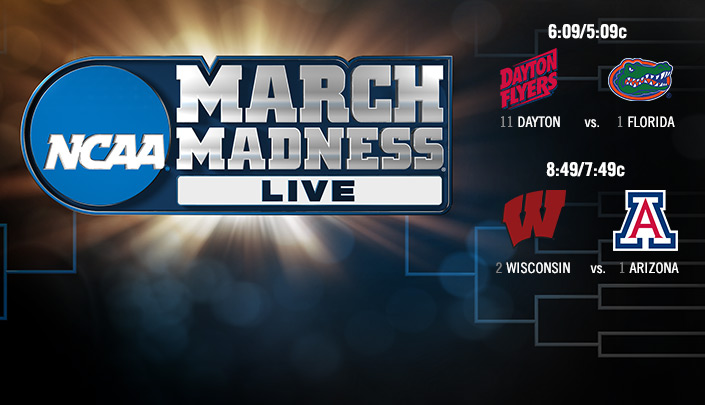 NCAA
MARCH
MADNESS
LIVE
6:09/5:09c
DAYTON
FLYERS
11 DAYTON vs. 1 FLORIDA
8:49/7:49c
W A
2 WISCONSIN vs. 1 ARIZONA